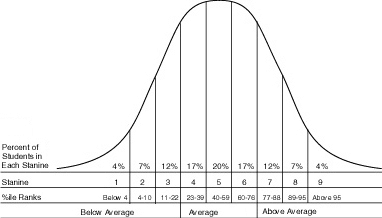 Percent of
Students in
Each Stanine 4% 7% 12% 17% 20% 17% 12% 7% 4%
Stanine 1 2 3 4 5 6 7 8 9
%ile Ranks Below 4 4-10 11-22 23-39 40-59 60-76 77-88 89-95 Above 95
Below Average Average Above Average